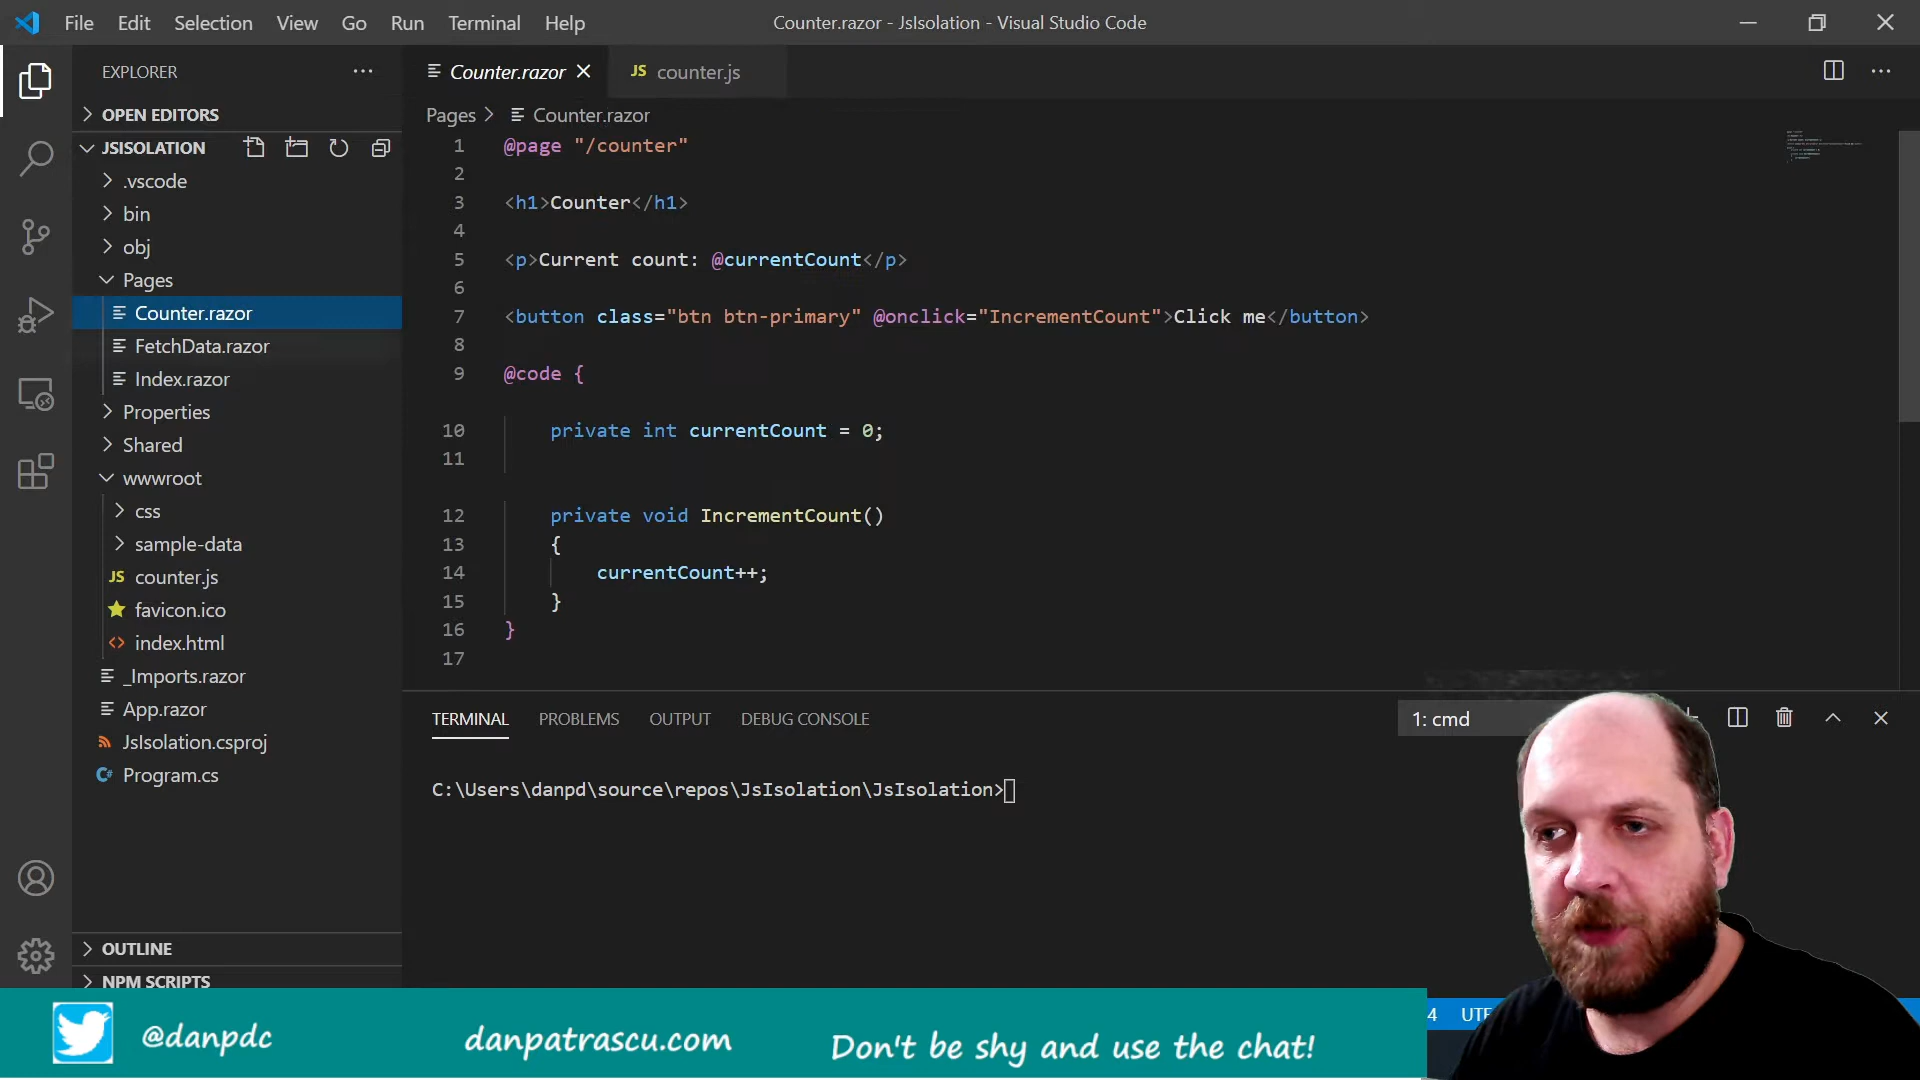 File Edit Selection View Go Run Terminal Help
Counter.razor - JsIsolation - Visual Studio Code
EXPLORER
OPEN EDITORS
JSISOLATION
.vscode
bin
obj
Pages
Counter.razor
FetchData.razor
Index.razor
Properties
Shared
wwwroot
css
sample-data
JS counter.js
favicon.ico
<> index.html
_Imports.razor
App.razor
JsIsolation.csproj
C# Program.cs
OUTLINE
NPM SCRIPTS
Counter.razor
JS counter.js
Pages > Counter.razor
1 @page "/counter"
2
3 <h1>Counter</h1>
4
5 <p>Current count: @currentCount</p>
6
7 <button class="btn btn-primary" @onclick="IncrementCount">Click me</button>
8
9 @code {
10 private int currentCount = 0;
11
12 private void IncrementCount()
13 {
14 currentCount++;
15 }
16 }
17
TERMINAL PROBLEMS OUTPUT DEBUG CONSOLE
1: cmd
C:\Users\danpd\source\repos\JsIsolation\JsIsolation>
4 UTF
@danpdc
danpatrascu.com
Don't be shy and use the chat!